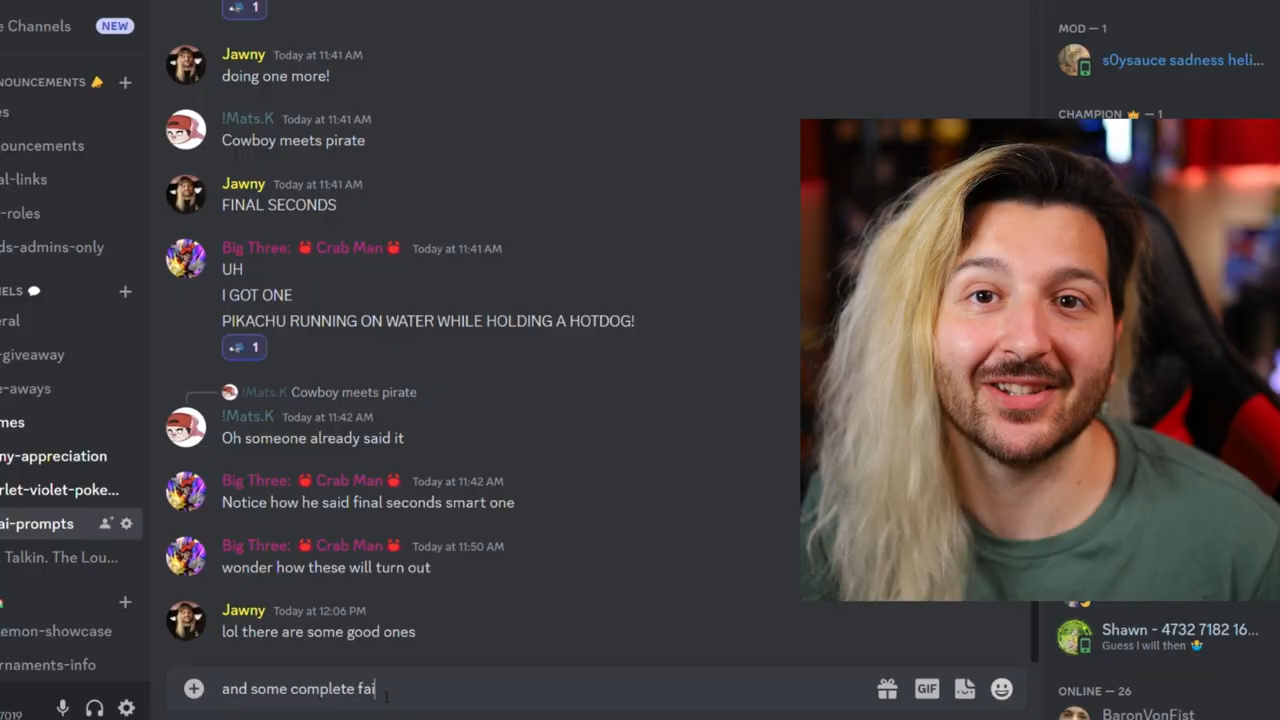 e Channels
NEW
NOUNCEMENTS
es
ouncements
al-links
-roles
ds-admins-only
ELS
eral
-giveaway
e-aways
mes
ny-appreciation
rlet-violet-poke...
ai-prompts
Talkin. The Lou...
emon-showcase
rnaments-info
7019
1
Jawny Today at 11:41 AM
doing one more!
!Mats.K Today at 11:41 AM
Cowboy meets pirate
Jawny Today at 11:41 AM
FINAL SECONDS
Big Three: 🦀 Crab Man 🦀 Today at 11:41 AM
UH
I GOT ONE
PIKACHU RUNNING ON WATER WHILE HOLDING A HOTDOG!
1
!Mats.K Cowboy meets pirate
!Mats.K Today at 11:42 AM
Oh someone already said it
Big Three: 🦀 Crab Man 🦀 Today at 11:42 AM
Notice how he said final seconds smart one
Big Three: 🦀 Crab Man 🦀 Today at 11:50 AM
wonder how these will turn out
Jawny Today at 12:06 PM
lol there are some good ones
and some complete fai
GIF
MOD — 1
s0ysauce sadness heli...
CHAMPION 👑 — 1
Shawn - 4732 7182 16...
Guess I will then 🤷
ONLINE — 26
BaronVonFist